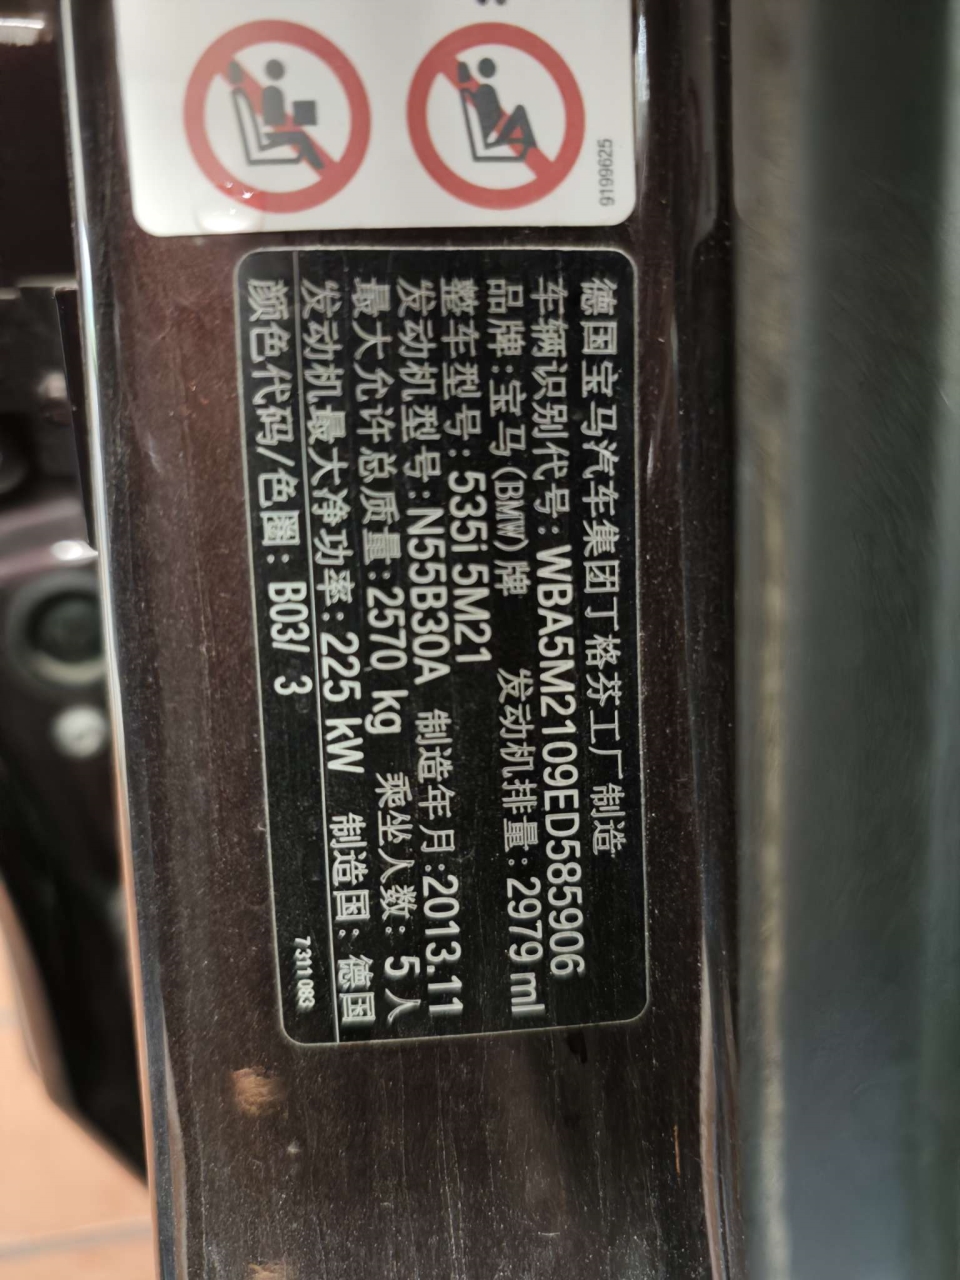 9199625
德国宝马汽车集团丁格芬工厂制造
车辆识别代号: WBA5M2109ED585906
品牌:宝马(BMW)牌 发动机排量: 2979 ml
整车型号: 535i 5M21
发动机型号:N55B30A 制造年月:2013.11
最大允许总质量:2570 kg 乘坐人数: 5 人
发动机最大净功率: 225 kW 制造国: 德国
颜色代码/色圈: B03/ 3
7 311 083